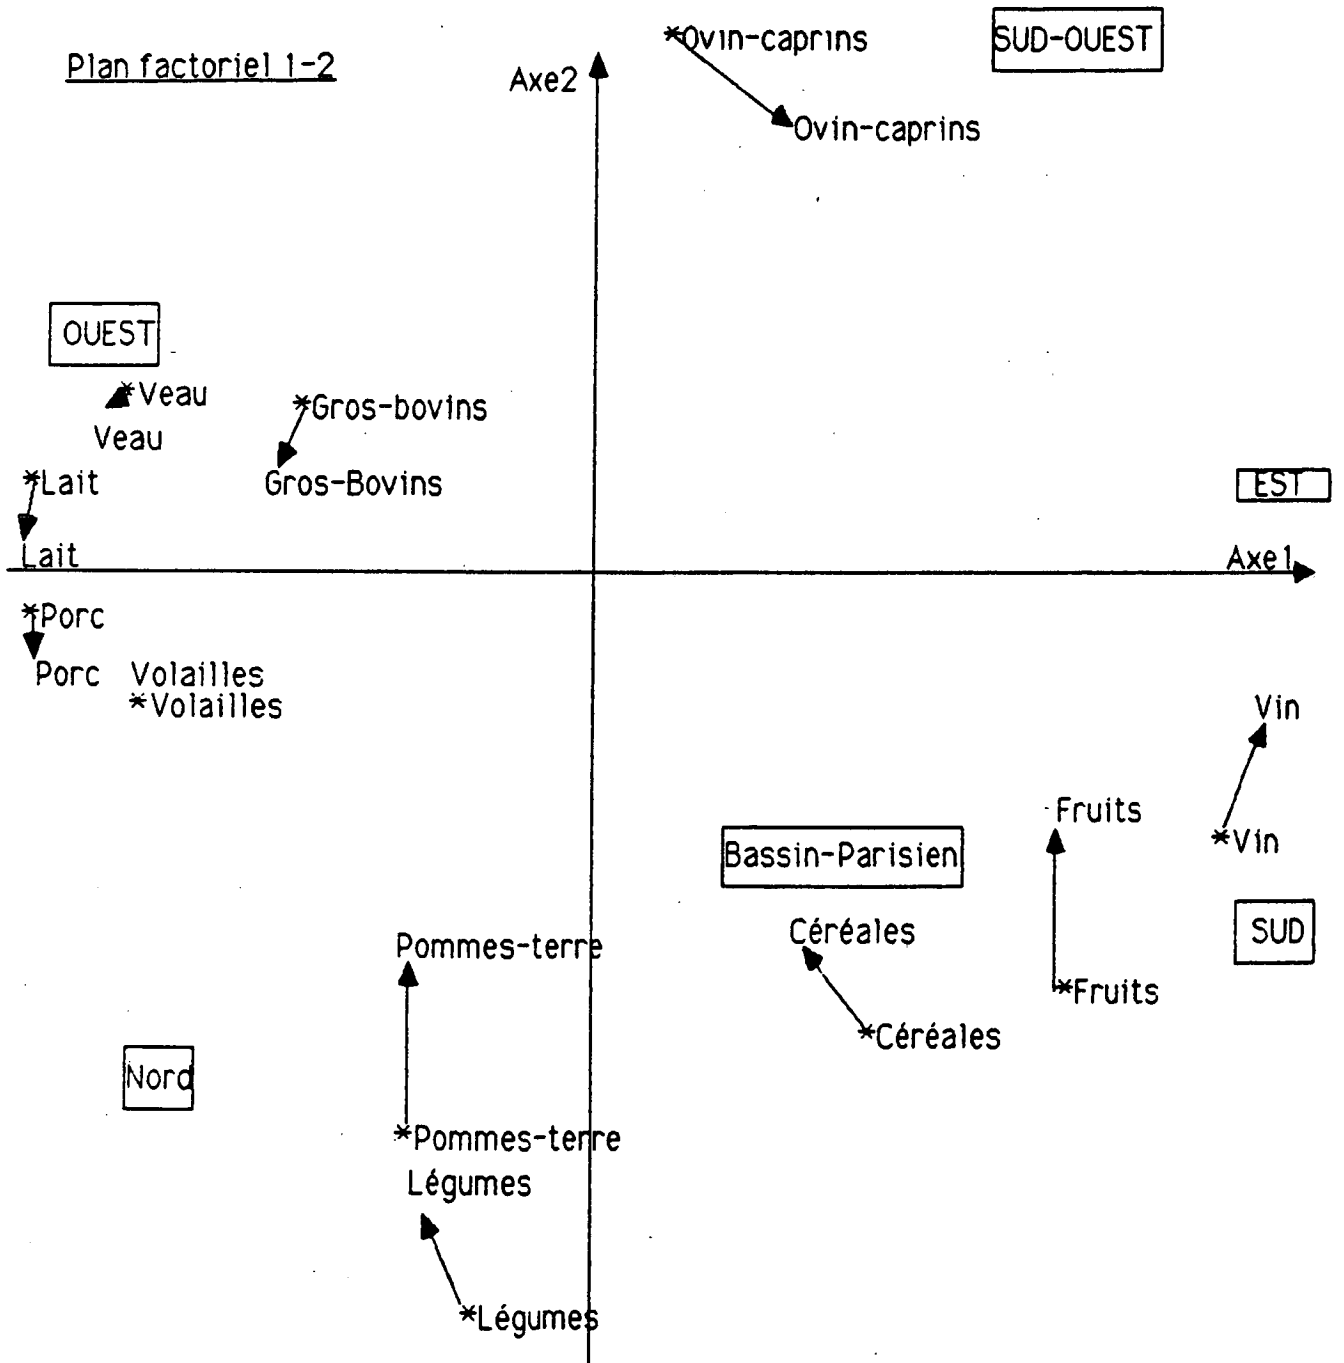 *Ovin-caprins
SUD-OUEST
Plan factoriel 1-2
Axe2
Ovin-caprins
OUEST
*Veau
*Gros-bovins
Veau
*Lait
Gros-Bovins
EST
Lait
Axe1
*Porc
Porc
Volailles
*Volailles
Vin
Fruits
*Vin
Bassin-Parisien
Céréales
SUD
Pommes-terre
*Fruits
*Céréales
Nord
*Pommes-terre
Légumes
*Légumes